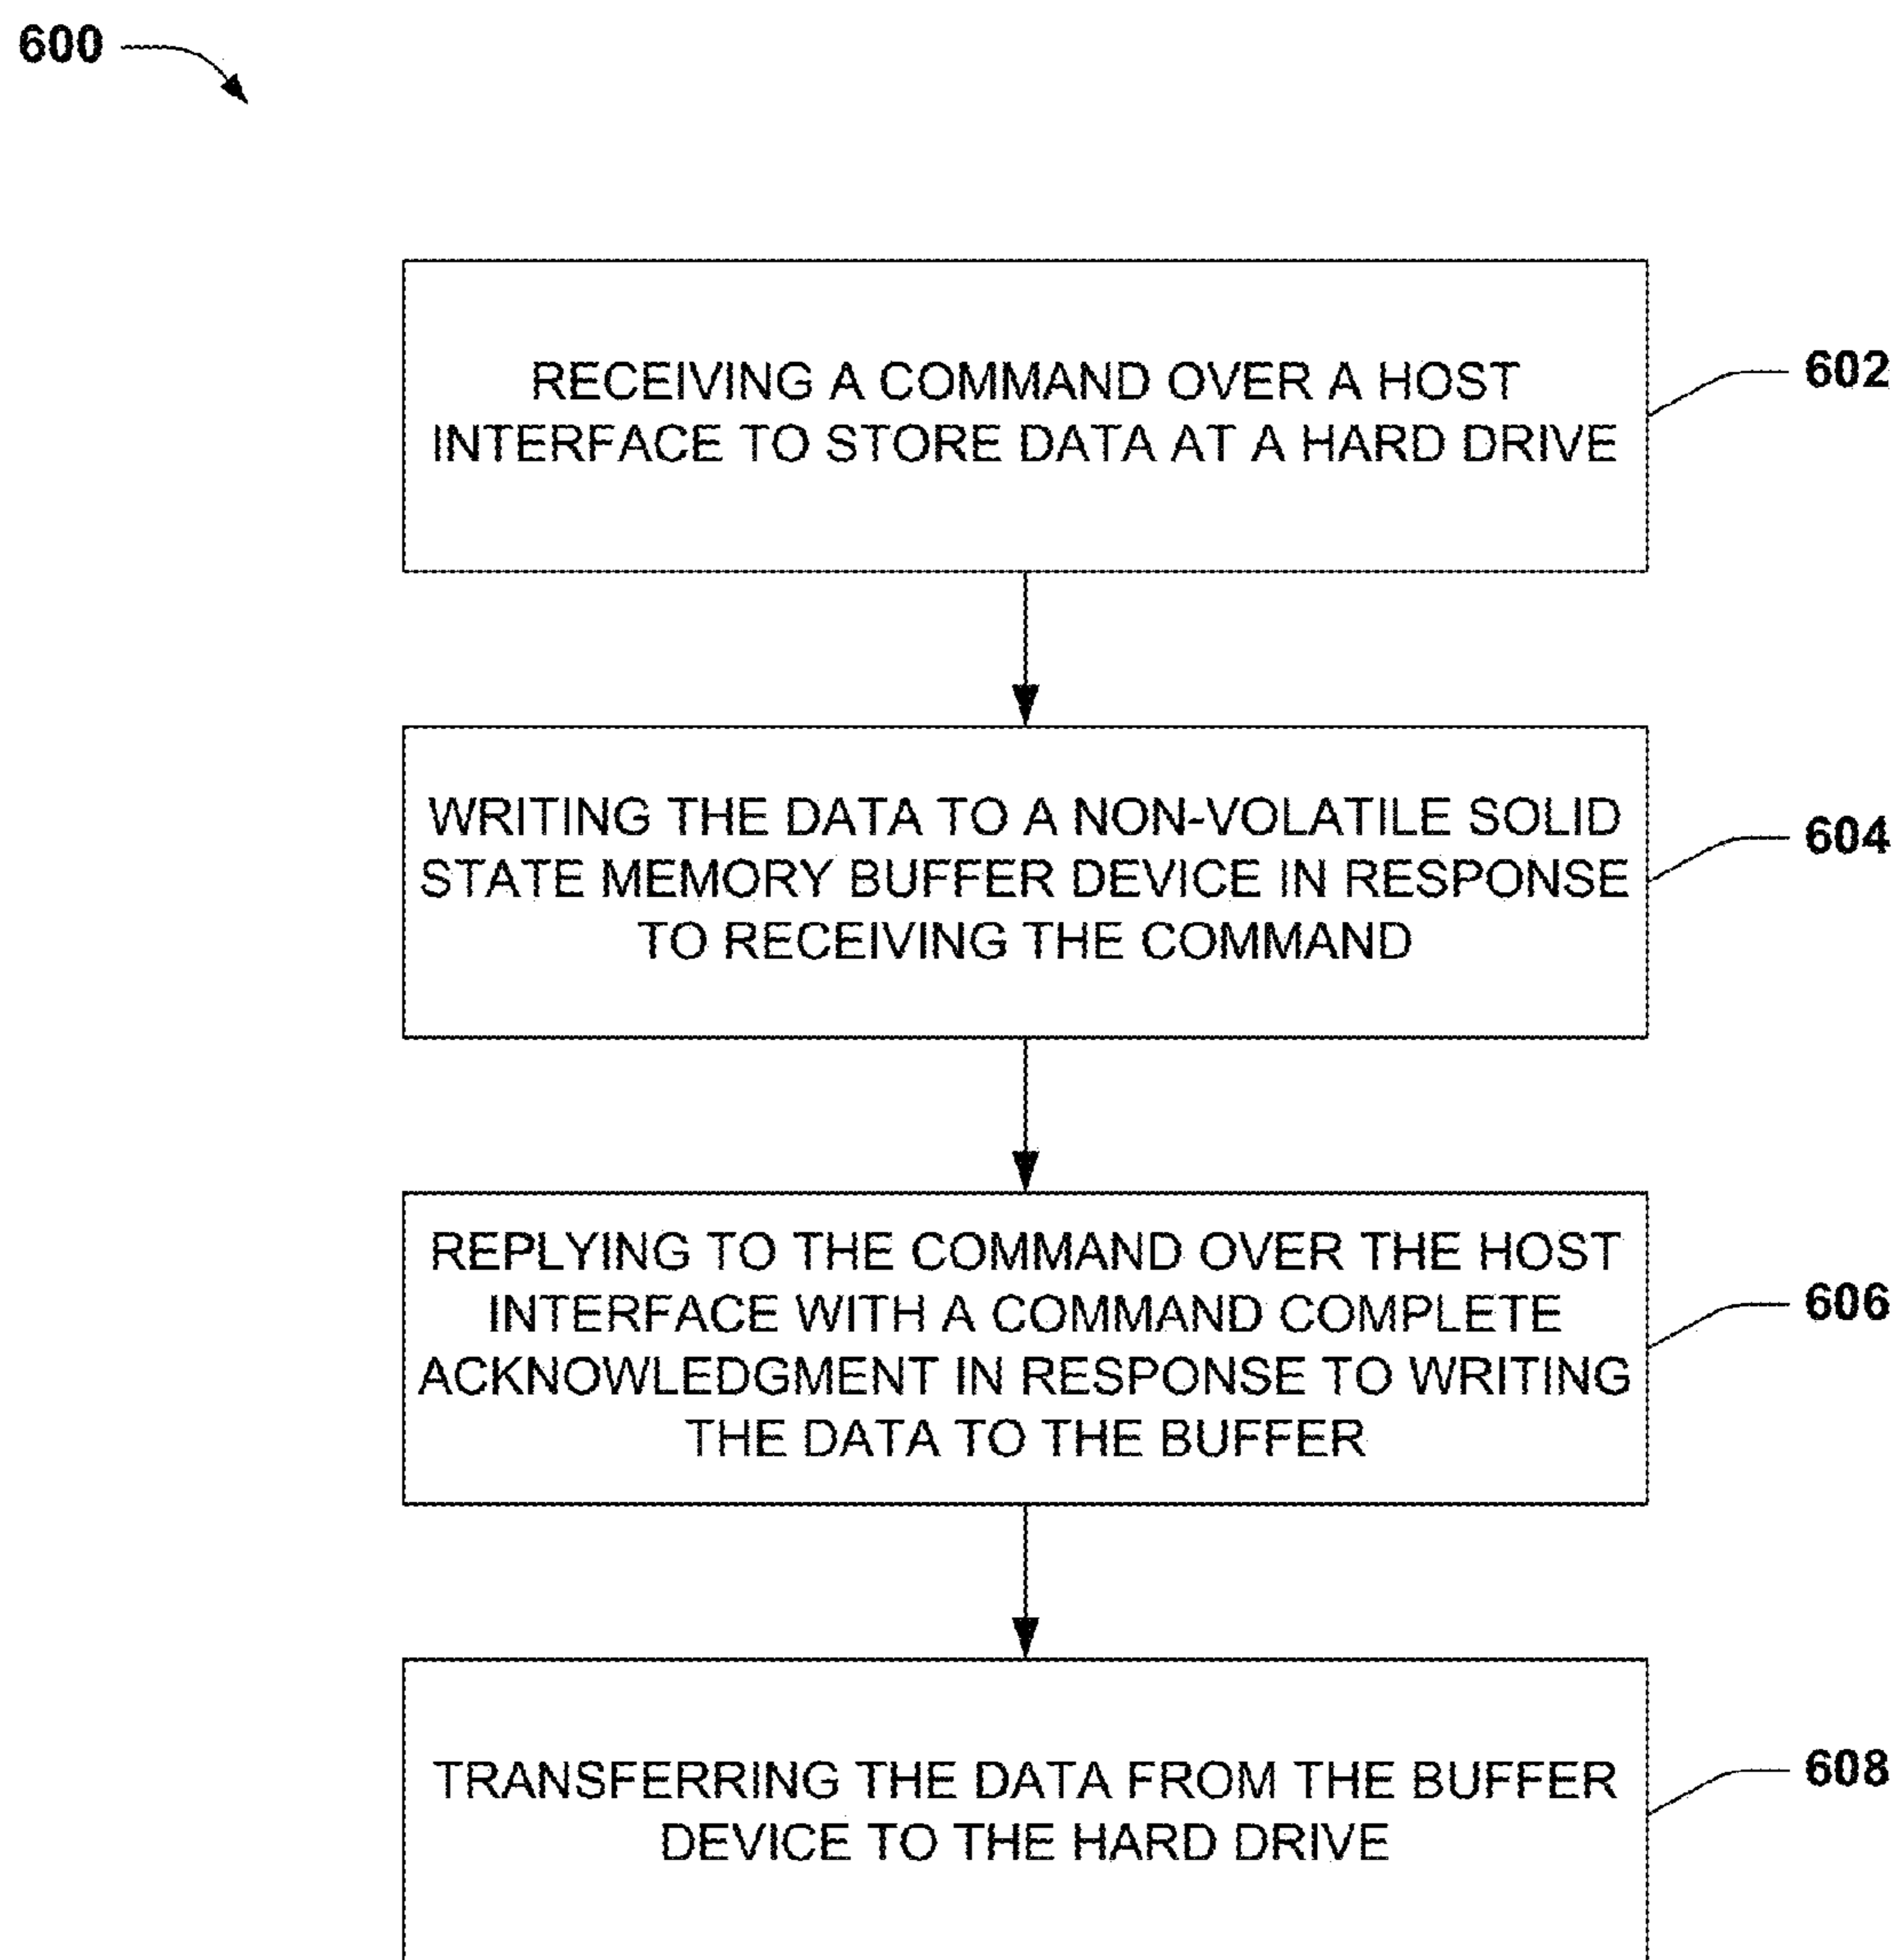 600
RECEIVING A COMMAND OVER A HOST
INTERFACE TO STORE DATA AT A HARD DRIVE
602
WRITING THE DATA TO A NON-VOLATILE SOLID
STATE MEMORY BUFFER DEVICE IN RESPONSE
TO RECEIVING THE COMMAND
604
REPLYING TO THE COMMAND OVER THE HOST
INTERFACE WITH A COMMAND COMPLETE
ACKNOWLEDGMENT IN RESPONSE TO WRITING
THE DATA TO THE BUFFER
606
TRANSFERRING THE DATA FROM THE BUFFER
DEVICE TO THE HARD DRIVE
608